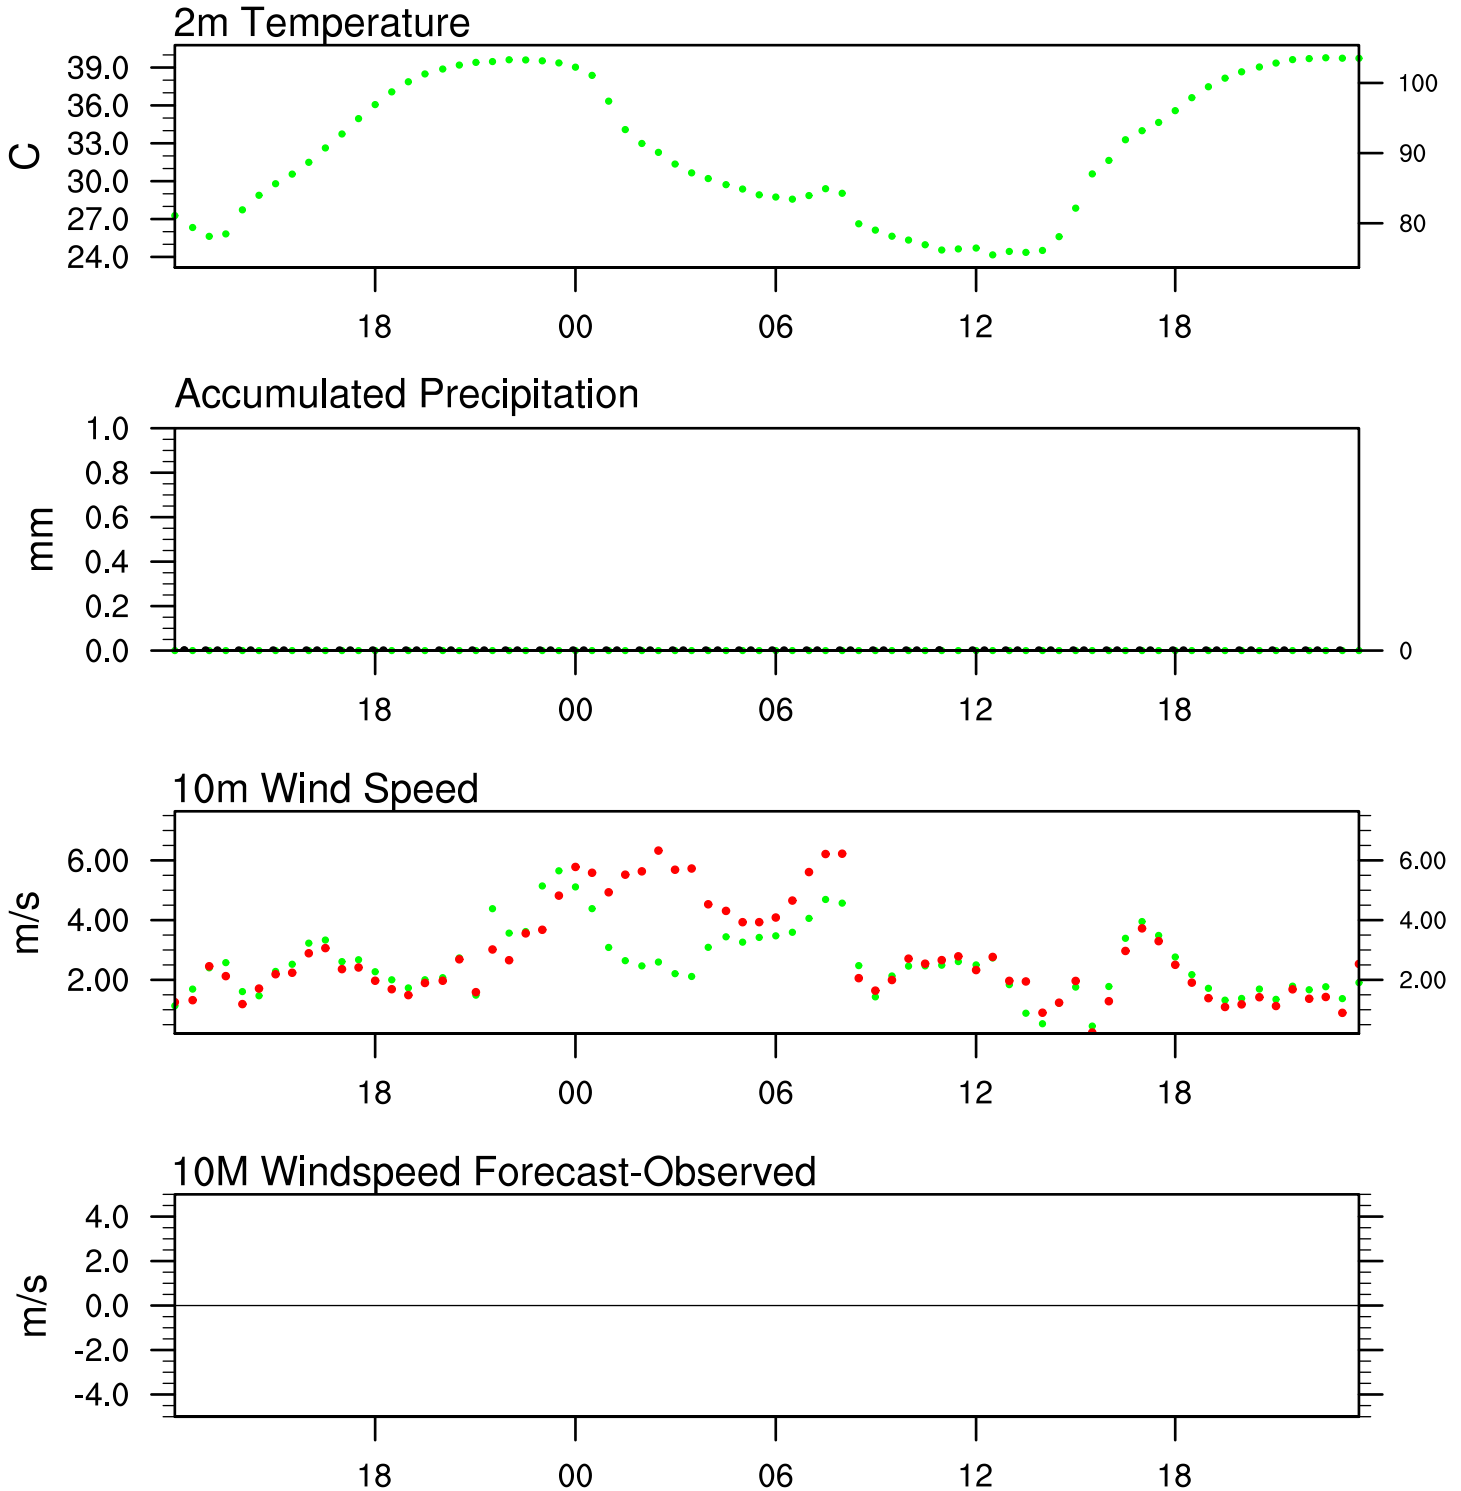 2m Temperature
39.0
36.0
33.0
30.0
27.0
24.0
C
100
90
80
18 00 06 12 18
Accumulated Precipitation
1.0
0.8
0.6
0.4
0.2
0.0
mm
0
18 00 06 12 18
10m Wind Speed
6.00 6.00
4.00 4.00
2.00 2.00
m/s
18 00 06 12 18
10M Windspeed Forecast-Observed
4.0
2.0
0.0
-2.0
-4.0
m/s
18 00 06 12 18